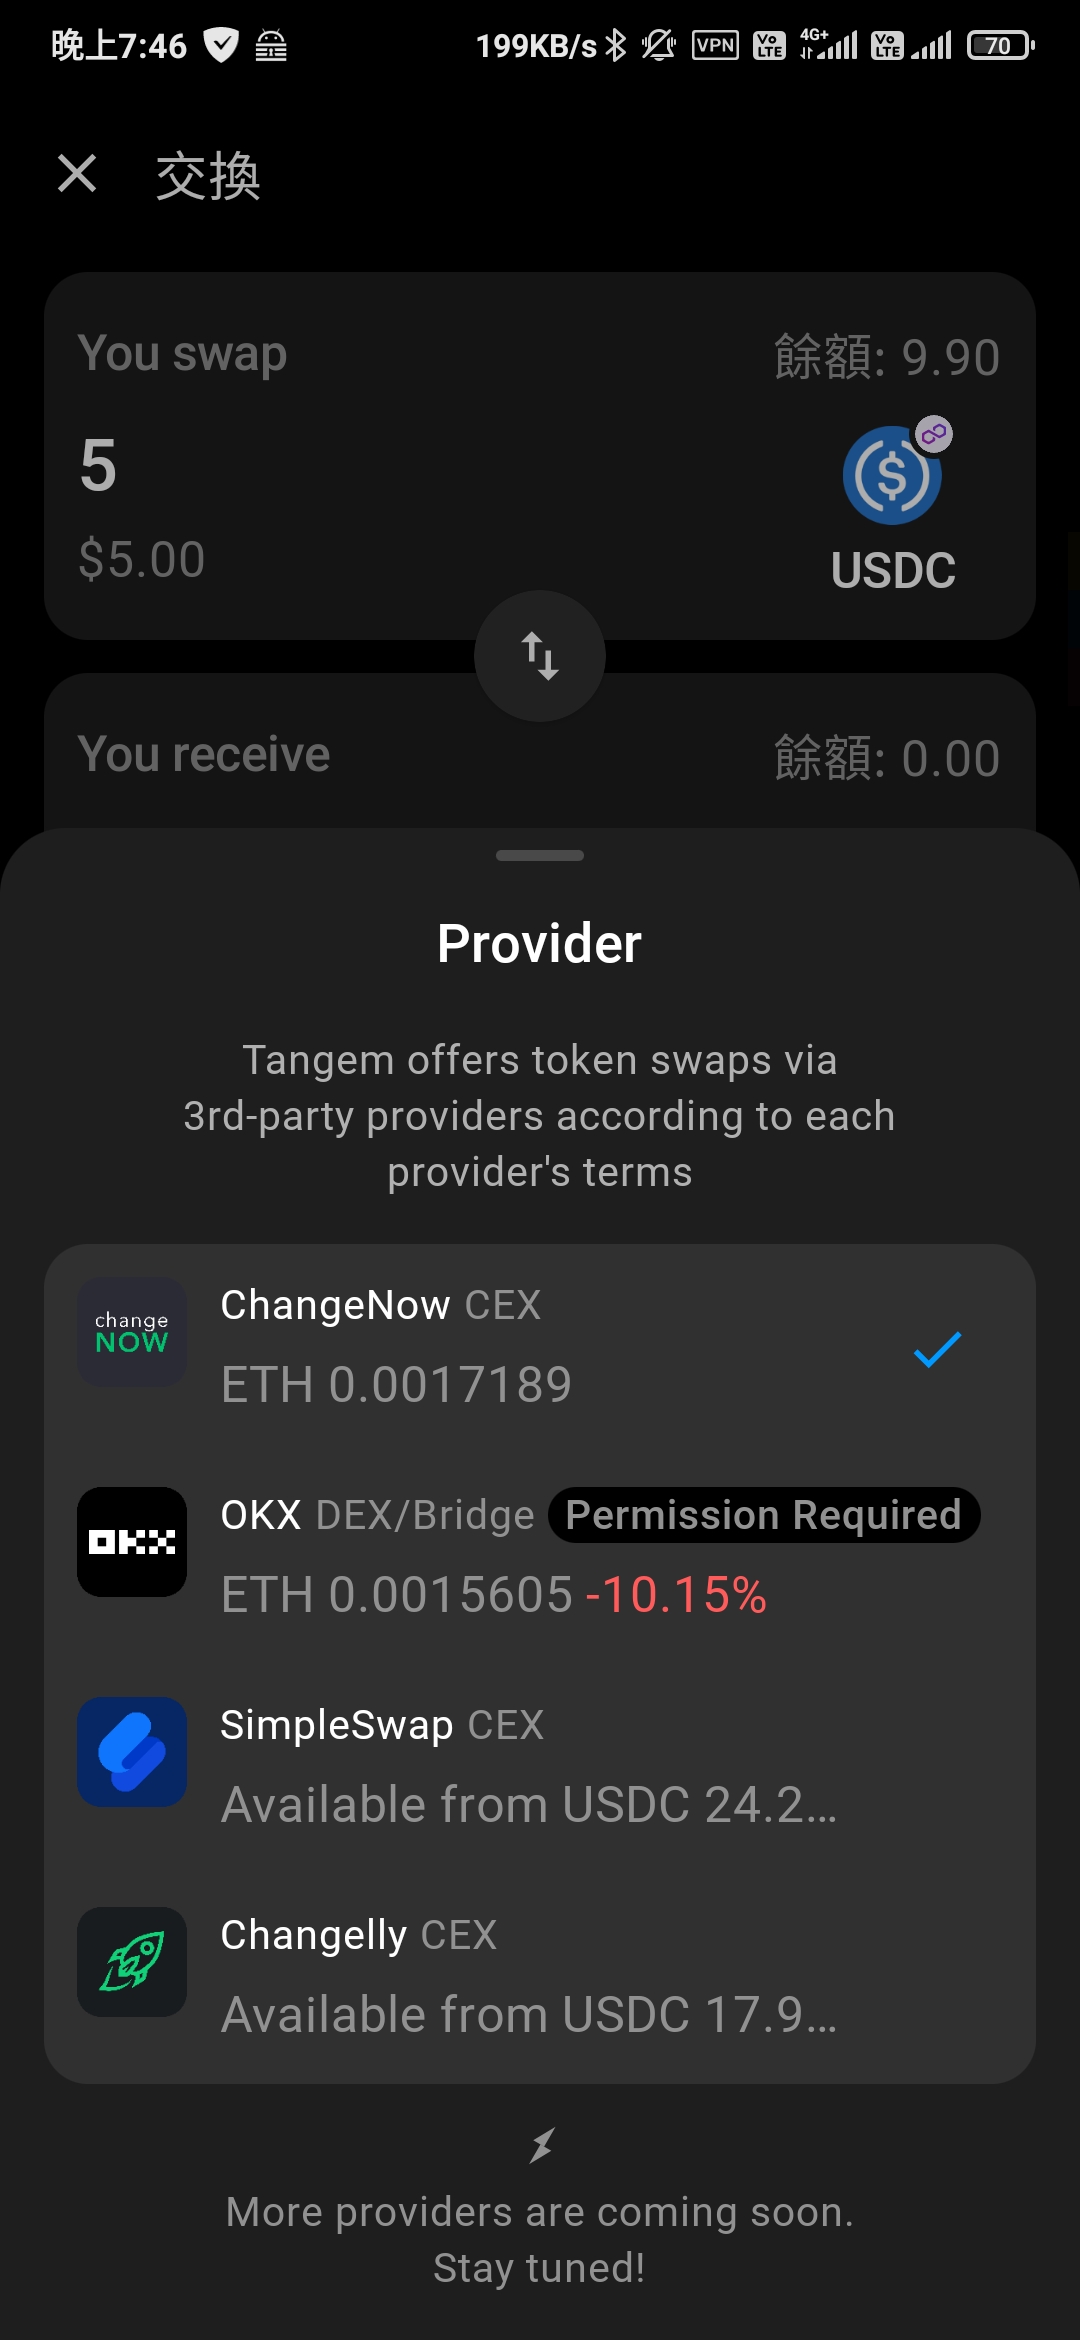 晚上7:46 199KB/s VPN Vo LTE 4G+ Vo LTE 70
交換
You swap 餘額: 9.90
5
$5.00
USDC
You receive 餘額: 0.00
Provider
Tangem offers token swaps via
3rd-party providers according to each
provider's terms
change
NOW
ChangeNow CEX
ETH 0.0017189
OKX
OKX DEX/Bridge Permission Required
ETH 0.0015605 -10.15%
SimpleSwap CEX
Available from USDC 24.2...
Changelly CEX
Available from USDC 17.9...
More providers are coming soon.
Stay tuned!